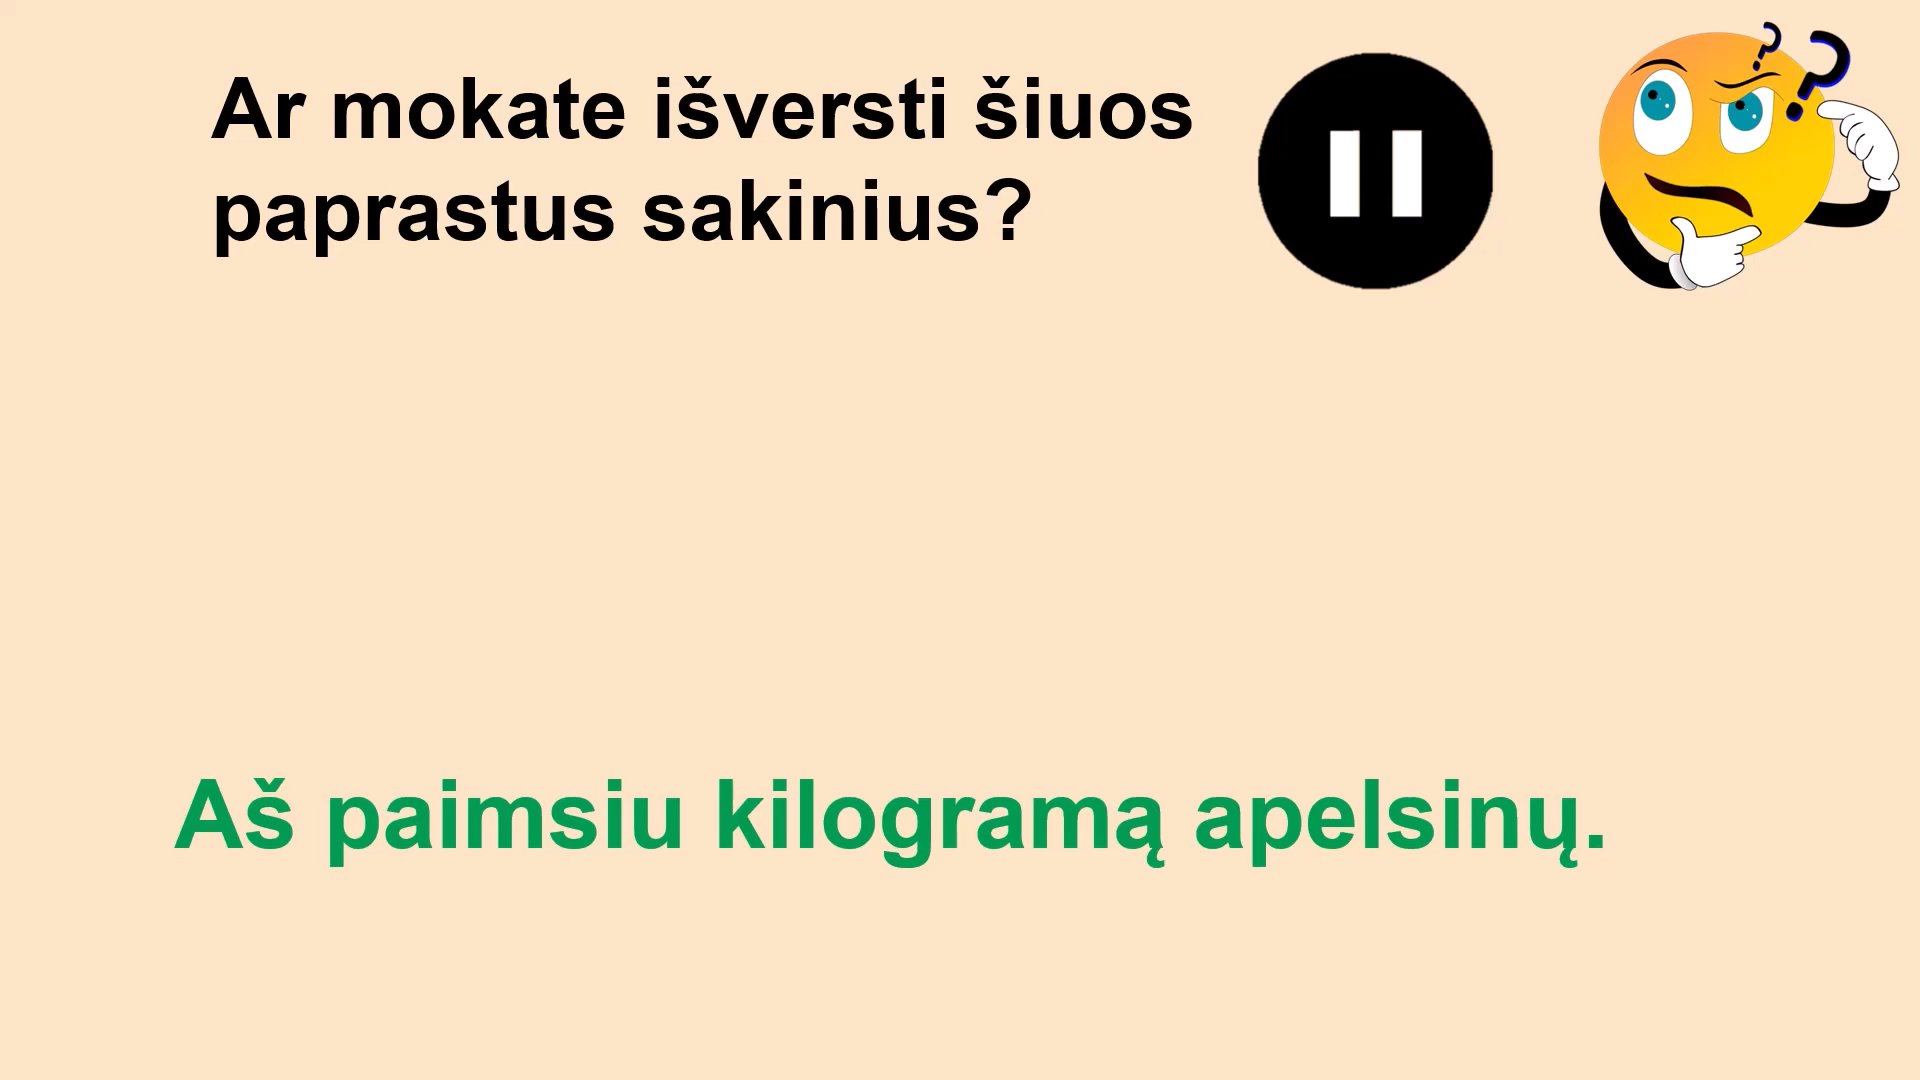 Ar mokate išversti šiuos
paprastus sakinius?
Aš paimsiu kilogramą apelsinų.